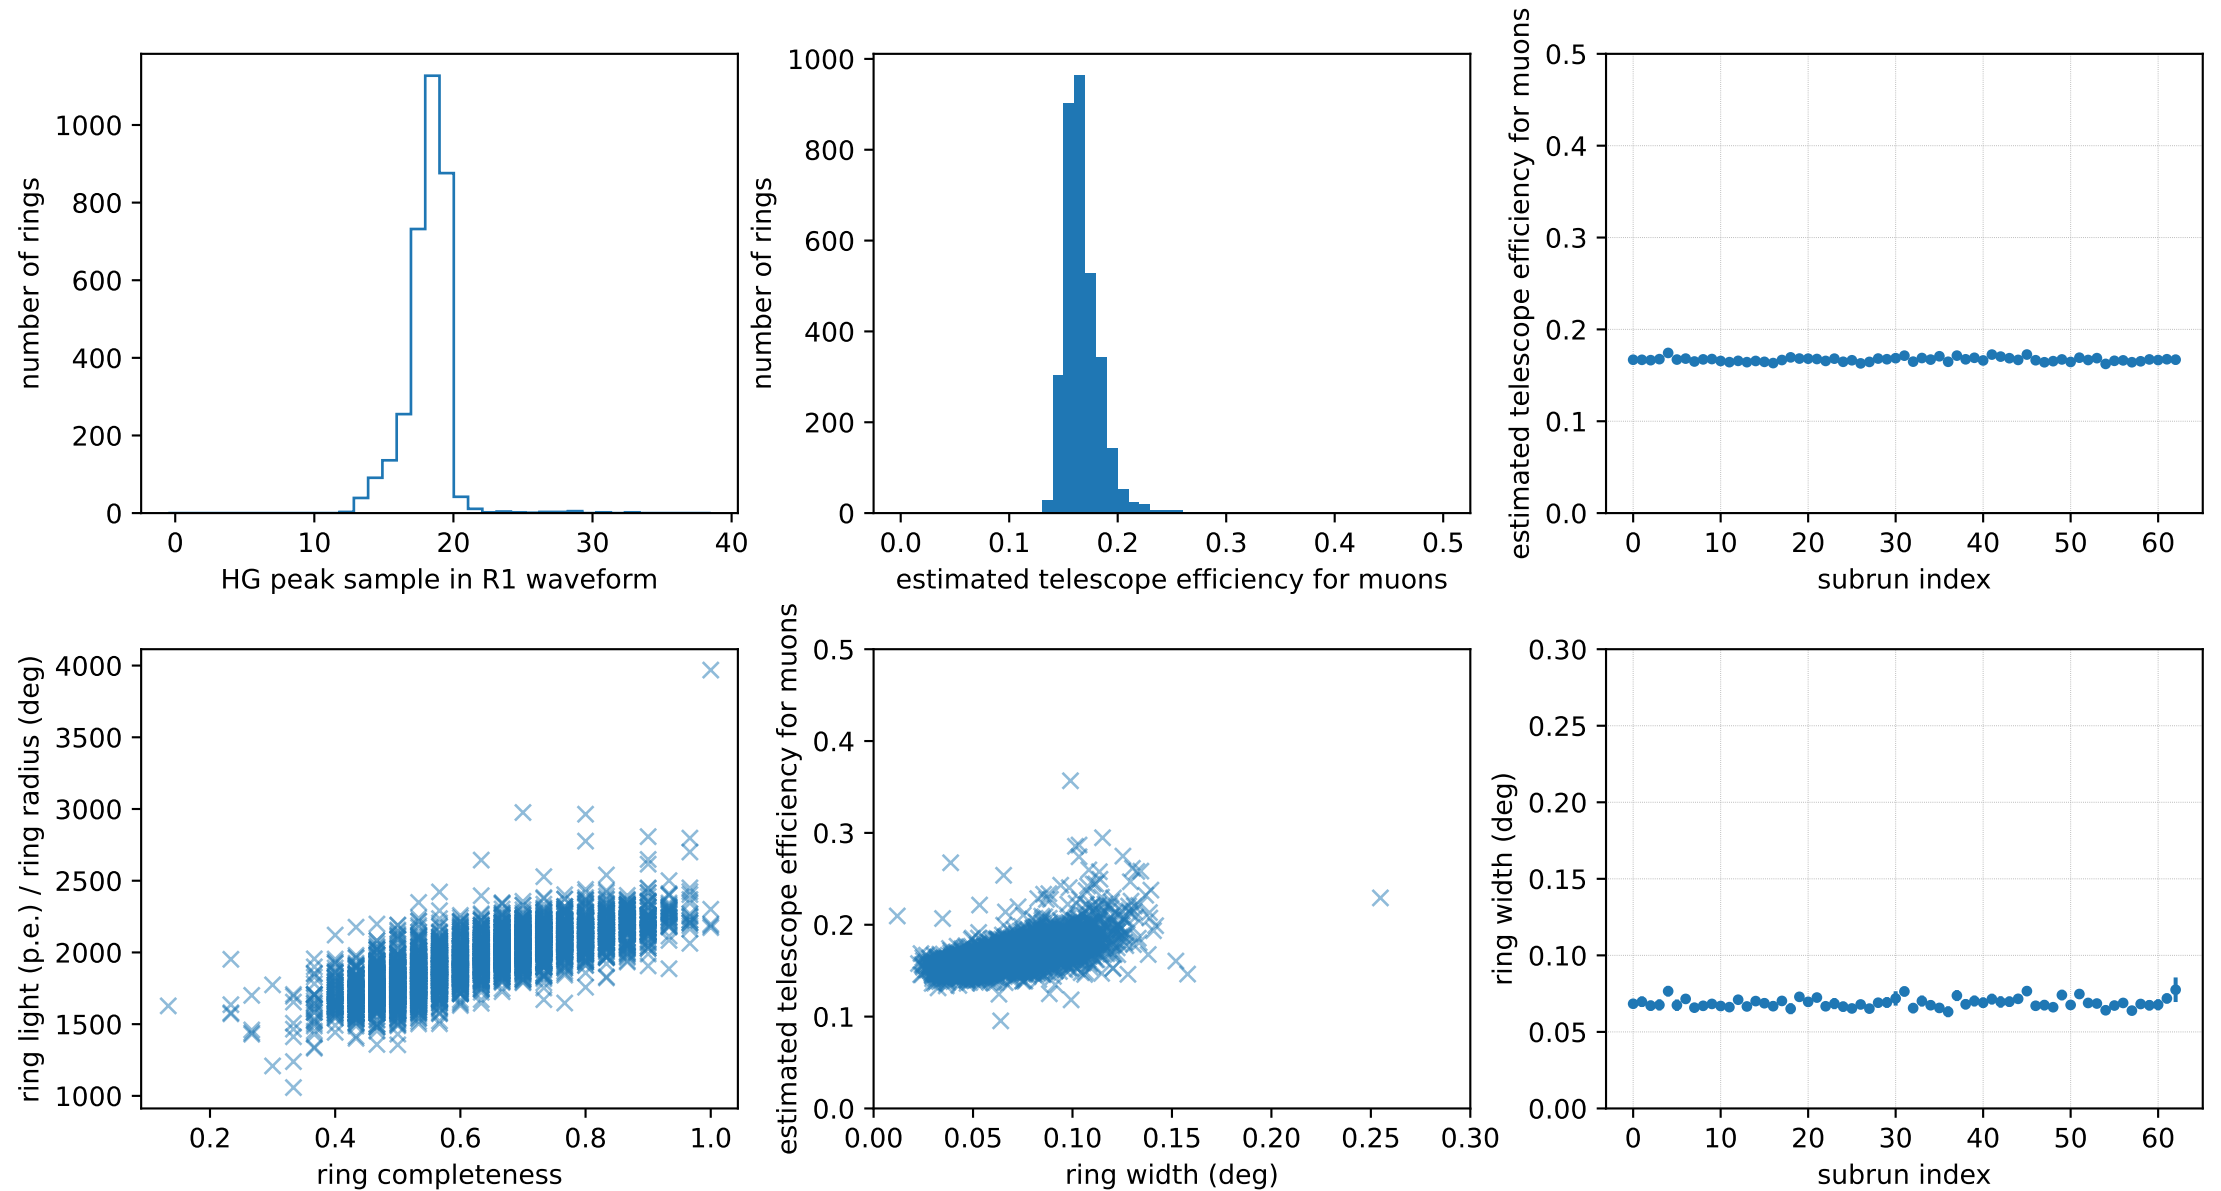 number of rings
1000
800
600
400
200
0
0 10 20 30 40
HG peak sample in R1 waveform
number of rings
1000
800
600
400
200
0
0.0 0.1 0.2 0.3 0.4 0.5
estimated telescope efficiency for muons
estimated telescope efficiency for muons
0.5
0.4
0.3
0.2
0.1
0.0
0 10 20 30 40 50 60
subrun index
ring light (p.e.) / ring radius (deg)
4000
3500
3000
2500
2000
1500
1000
0.2 0.4 0.6 0.8 1.0
ring completeness
estimated telescope efficiency for muons
0.5
0.4
0.3
0.2
0.1
0.0
0.00 0.05 0.10 0.15 0.20 0.25 0.30
ring width (deg)
ring width (deg)
0.30
0.25
0.20
0.15
0.10
0.05
0.00
0 10 20 30 40 50 60
subrun index